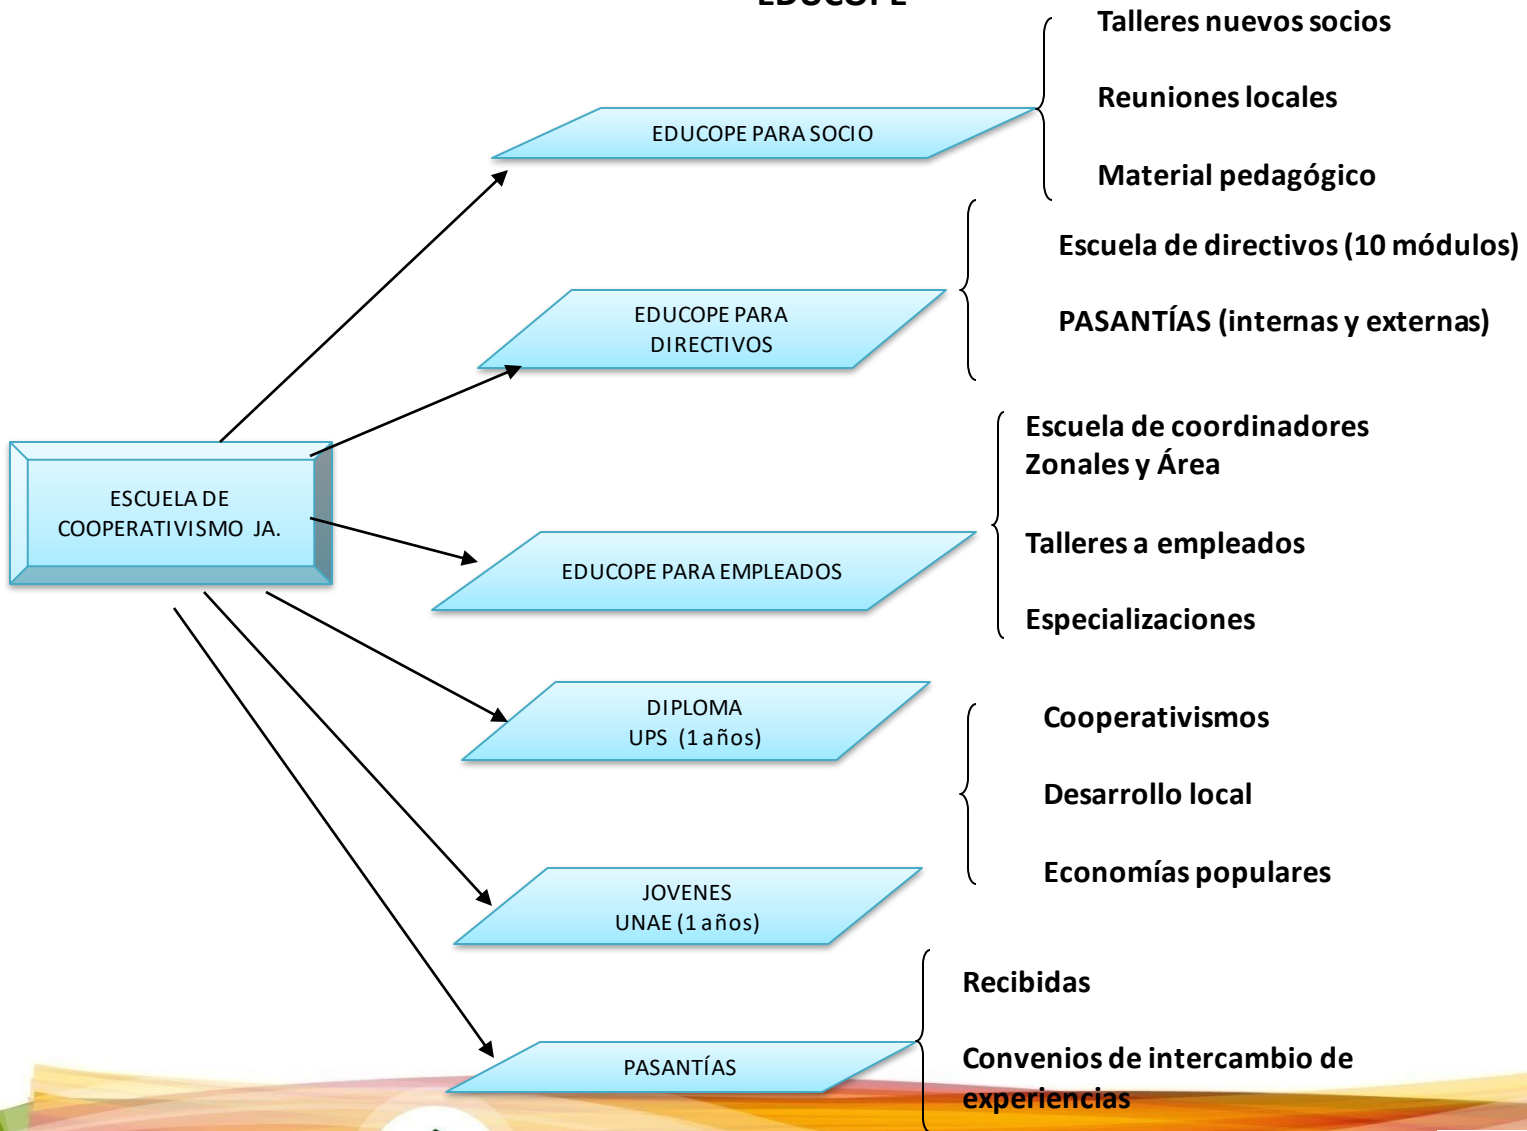 EDUCOPE
Talleres nuevos socios
Reuniones locales
Material pedagógico
EDUCOPE PARA SOCIO
Escuela de directivos (10 módulos)
PASANTÍAS (internas y externas)
EDUCOPE PARA
DIRECTIVOS
ESCUELA DE
COOPERATIVISMO JA.
Escuela de coordinadores
Zonales y Área
Talleres a empleados
Especializaciones
EDUCOPE PARA EMPLEADOS
DIPLOMA
UPS (1 años)
Cooperativismos
Desarrollo local
Economías populares
JOVENES
UNAE (1 años)
Recibidas
Convenios de intercambio de
experiencias
PASANTÍAS